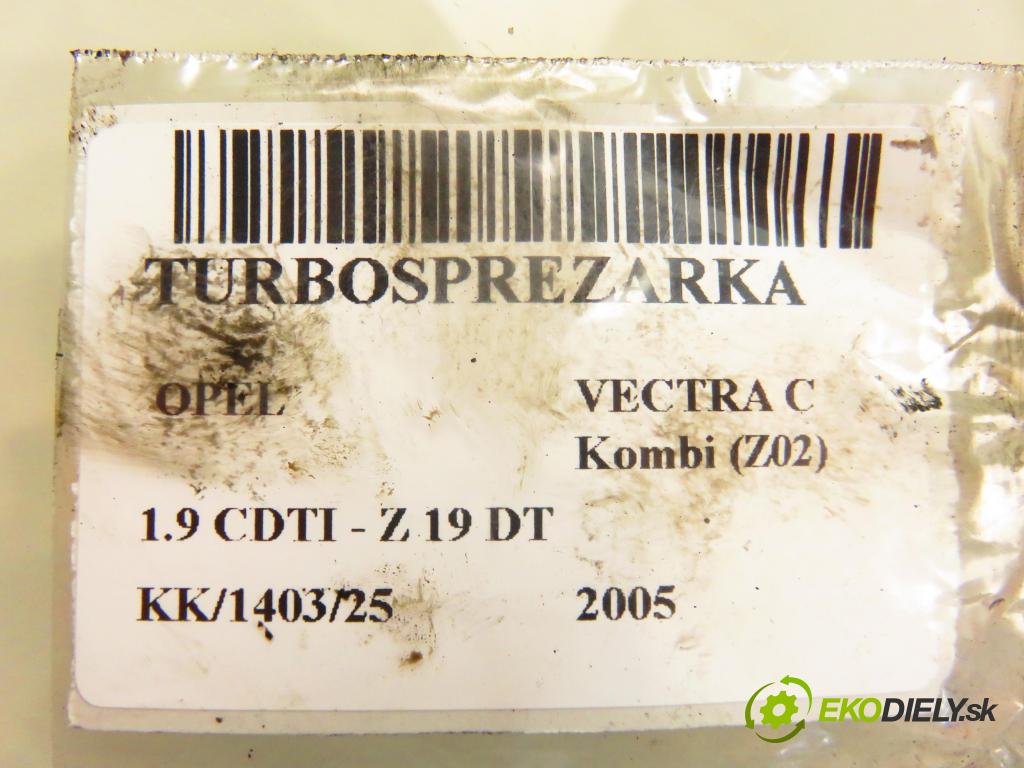 TURBOSPREZARKA
OPEL VECTRA C
Kombi (Z02)
1.9 CDTI - Z 19 DT
KK/1403/25 2005
EKODIELY.sk